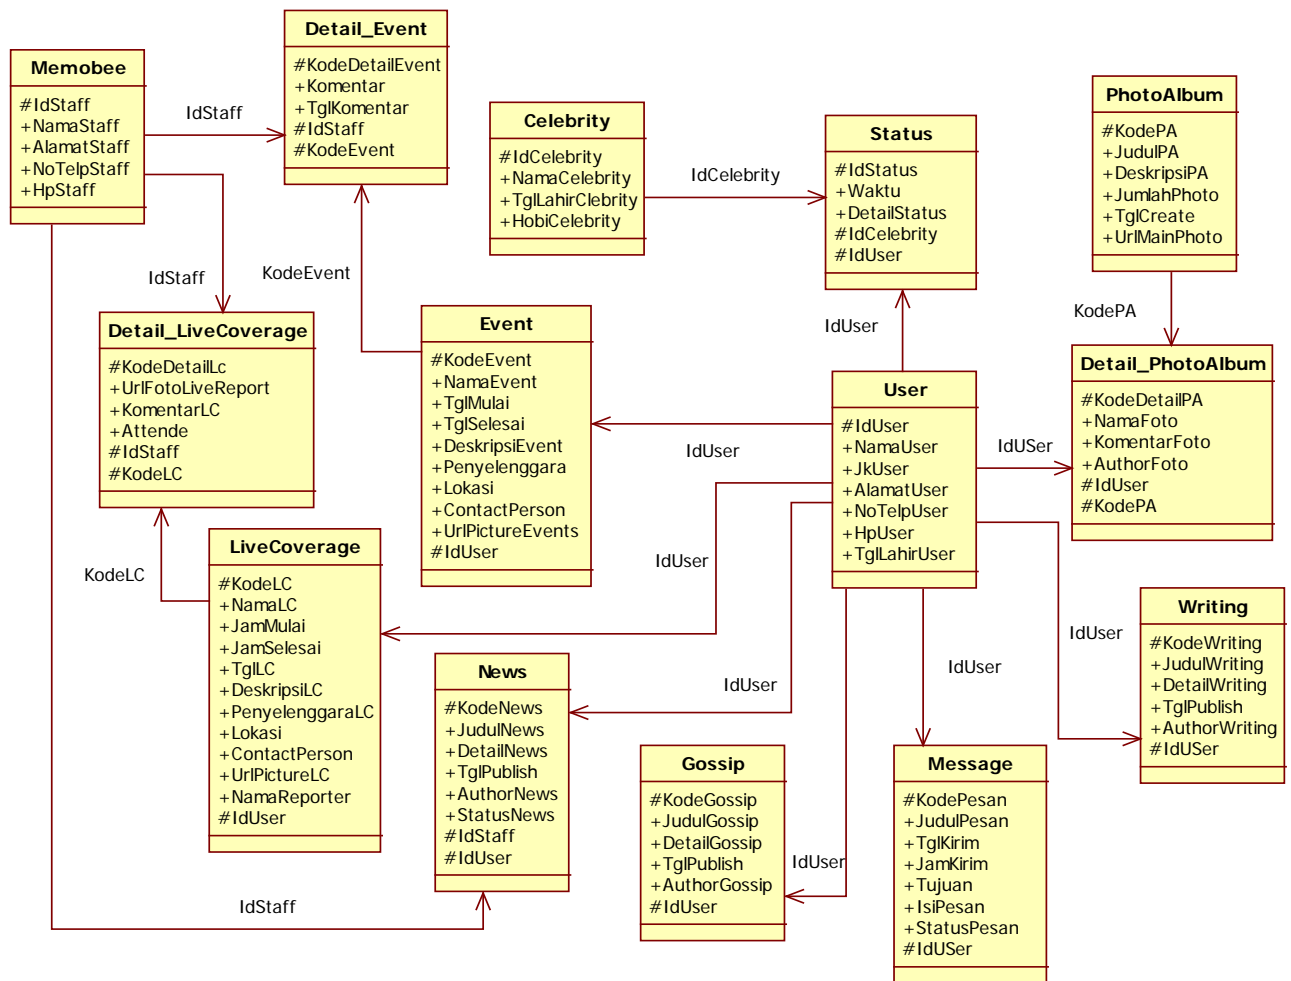 Memobee
#IdStaff
+NamaStaff
+AlamatStaff
+NoTelpStaff
+HpStaff
IdStaff
Detail_Event
#KodeDetailEvent
+Komentar
+TglKomentar
#IdStaff
#KodeEvent
Celebrity
#IdCelebrity
+NamaCelebrity
+TglLahirClebrity
+HobiCelebrity
IdCelebrity
Status
#IdStatus
+Waktu
+DetailStatus
#IdCelebrity
#IdUser
PhotoAlbum
#KodePA
+JudulPA
+DeskripsiPA
+JumlahPhoto
+TglCreate
+UrlMainPhoto
IdStaff
KodeEvent
IdUser
KodePA
Detail_LiveCoverage
#KodeDetailLc
+UrlFotoLiveReport
+KomentarLC
+Attende
#IdStaff
#KodeLC
Event
#KodeEvent
+NamaEvent
+TglMulai
+TglSelesai
+DeskripsiEvent
+Penyelenggara
+Lokasi
+ContactPerson
+UrlPictureEvents
#IdUser
IdUser
User
#IdUser
+NamaUser
+JkUser
+AlamatUser
+NoTelpUser
+HpUser
+TglLahirUser
IdUSer
Detail_PhotoAlbum
#KodeDetailPA
+NamaFoto
+KomentarFoto
+AuthorFoto
#IdUser
#KodePA
KodeLC
LiveCoverage
#KodeLC
+NamaLC
+JamMulai
+JamSelesai
+TglLC
+DeskripsiLC
+PenyelenggaraLC
+Lokasi
+ContactPerson
+UrlPictureLC
+NamaReporter
#IdUser
IdUser
News
#KodeNews
+JudulNews
+DetailNews
+TglPublish
+AuthorNews
+StatusNews
#IdStaff
#IdUser
IdUser
IdUser
IdUser
Writing
#KodeWriting
+JudulWriting
+DetailWriting
+TglPublish
+AuthorWriting
#IdUSer
Gossip
#KodeGossip
+JudulGossip
+DetailGossip
+TglPublish
+AuthorGossip
#IdUser
IdUser
Message
#KodePesan
+JudulPesan
+TglKirim
+JamKirim
+Tujuan
+IsiPesan
+StatusPesan
#IdUSer
IdStaff